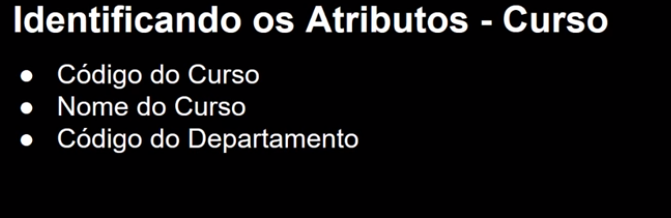 Identificando os Atributos - Curso
● Código do Curso
● Nome do Curso
● Código do Departamento